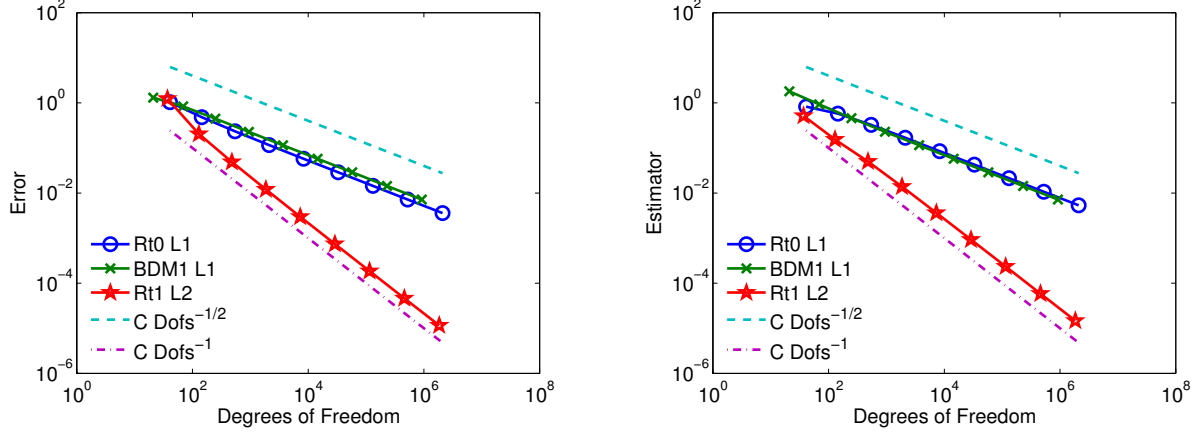 10^2
10^0
10^−2
10^−4
10^−6
Error
Rt0 L1
BDM1 L1
Rt1 L2
C Dofs^−1/2
C Dofs^−1
10^0 10^2 10^4 10^6 10^8
Degrees of Freedom
10^2
10^0
10^−2
10^−4
10^−6
Estimator
Rt0 L1
BDM1 L1
Rt1 L2
C Dofs^−1/2
C Dofs^−1
10^0 10^2 10^4 10^6 10^8
Degrees of Freedom